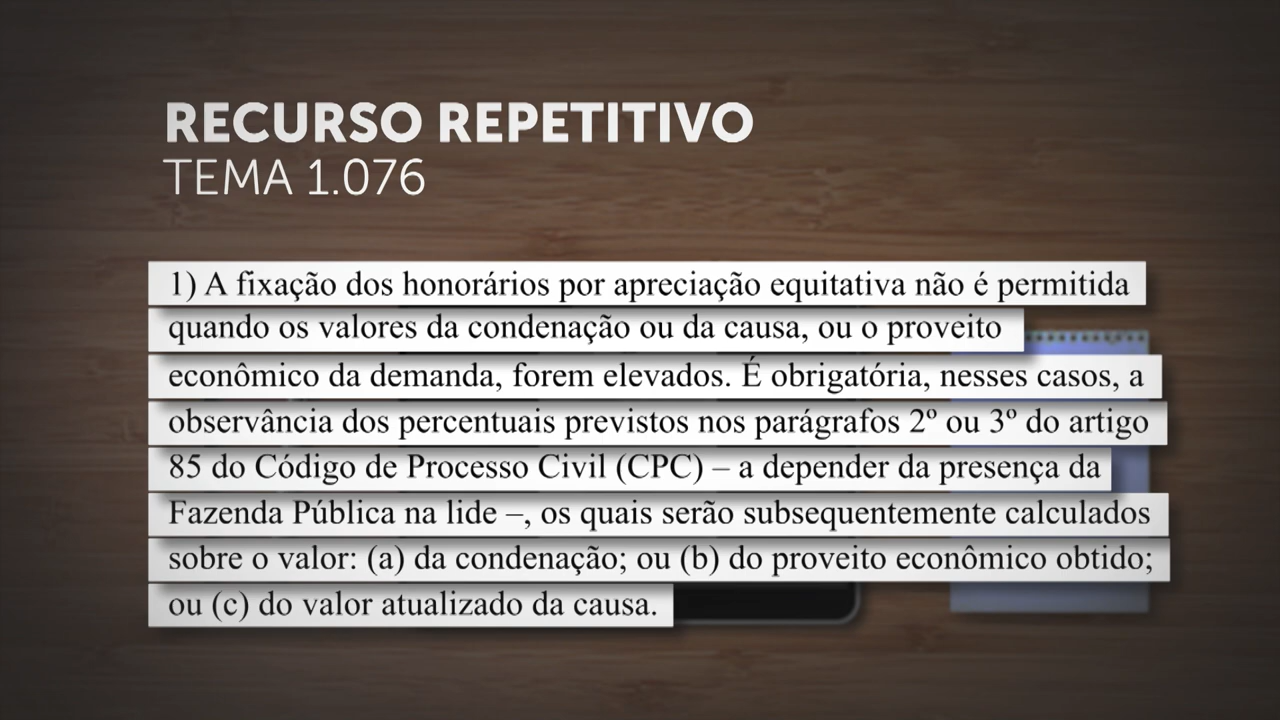 RECURSO REPETITIVO
TEMA 1.076
1) A fixação dos honorários por apreciação equitativa não é permitida
quando os valores da condenação ou da causa, ou o proveito
econômico da demanda, forem elevados. É obrigatória, nesses casos, a
observância dos percentuais previstos nos parágrafos 2º ou 3º do artigo
85 do Código de Processo Civil (CPC) – a depender da presença da
Fazenda Pública na lide –, os quais serão subsequentemente calculados
sobre o valor: (a) da condenação; ou (b) do proveito econômico obtido;
ou (c) do valor atualizado da causa.